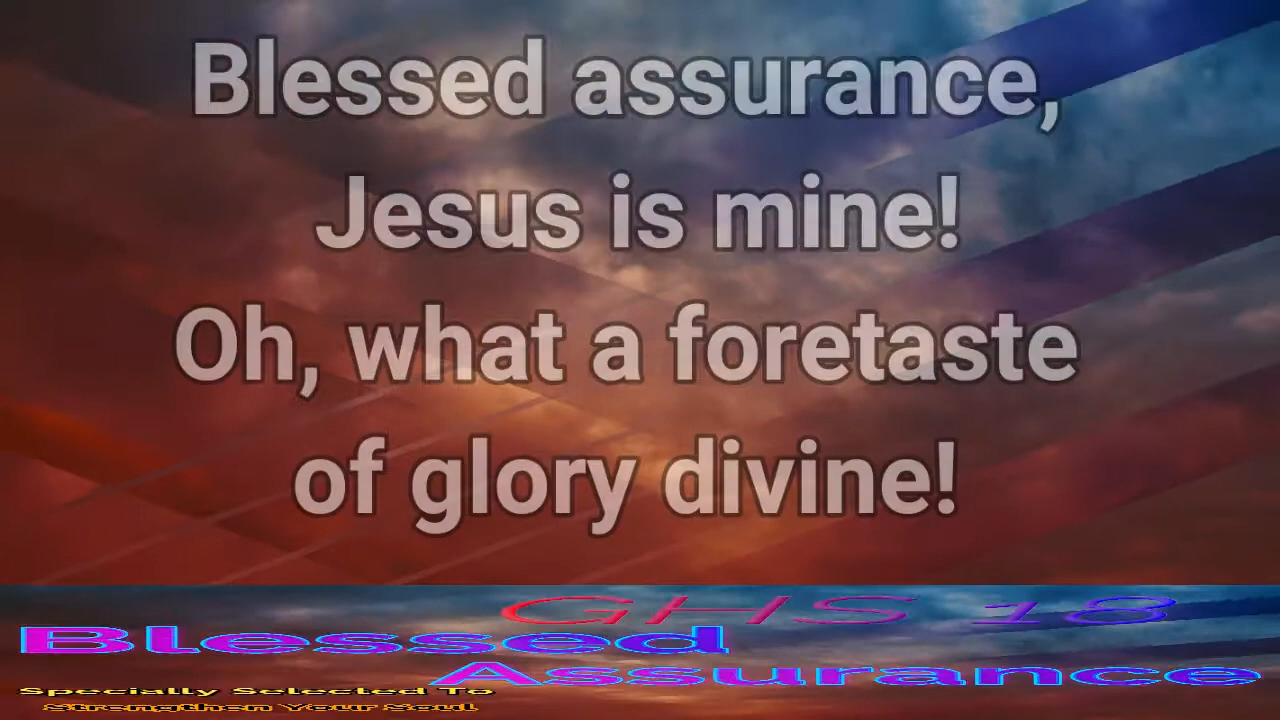 Blessed assurance,
Jesus is mine!
Oh, what a foretaste
of glory divine!
GHS 18
Blessed
Assurance
Specially Selected To
Strengthen Your Soul